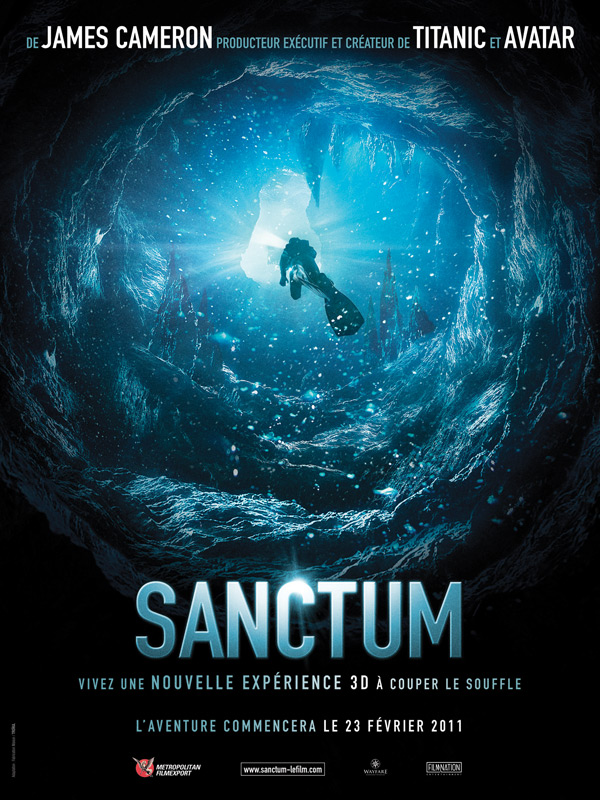 DE JAMES CAMERON PRODUCTEUR EXÉCUTIF ET CRÉATEUR DE TITANIC ET AVATAR
SANCTUM
VIVEZ UNE NOUVELLE EXPÉRIENCE 3D À COUPER LE SOUFFLE
L'AVENTURE COMMENCERA LE 23 FÉVRIER 2011
METROPOLITAN
FILMEXPORT
www.sanctum-lefilm.com
WAYFARE
FILMNATION
ENTERTAINMENT